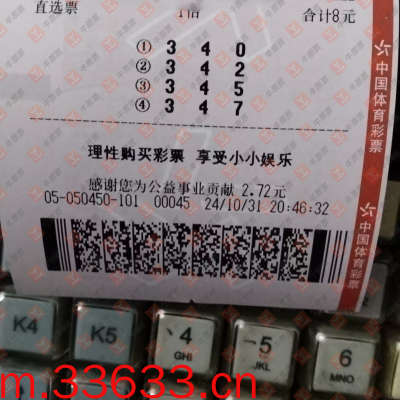 直选票 1倍 合计8元
① 3 4 0
② 3 4 2
③ 3 4 5
④ 3 4 7
理性购买彩票 享受小小娱乐
感谢您为公益事业贡献 2.72元
05-050450-101 00045 24/10/31 20:46:32
中国体育彩票
中国体育彩票
K4 K5 4 GHI 5 JKL 6 MNO
m.33633.cn